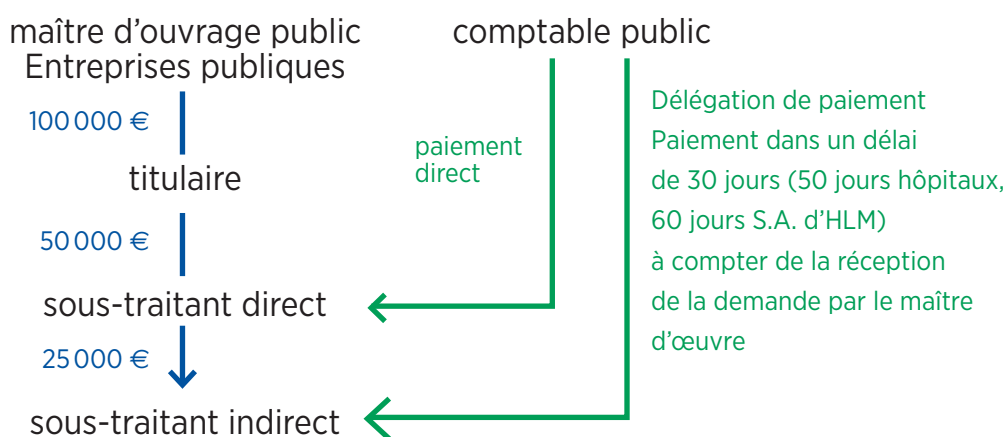 maître d’ouvrage public
Entreprises publiques
100 000 €
titulaire
50 000 €
sous-traitant direct
25 000 €
sous-traitant indirect
comptable public
paiement
direct
Délégation de paiement
Paiement dans un délai
de 30 jours (50 jours hôpitaux,
60 jours S.A. d’HLM)
à compter de la réception
de la demande par le maître
d’œuvre